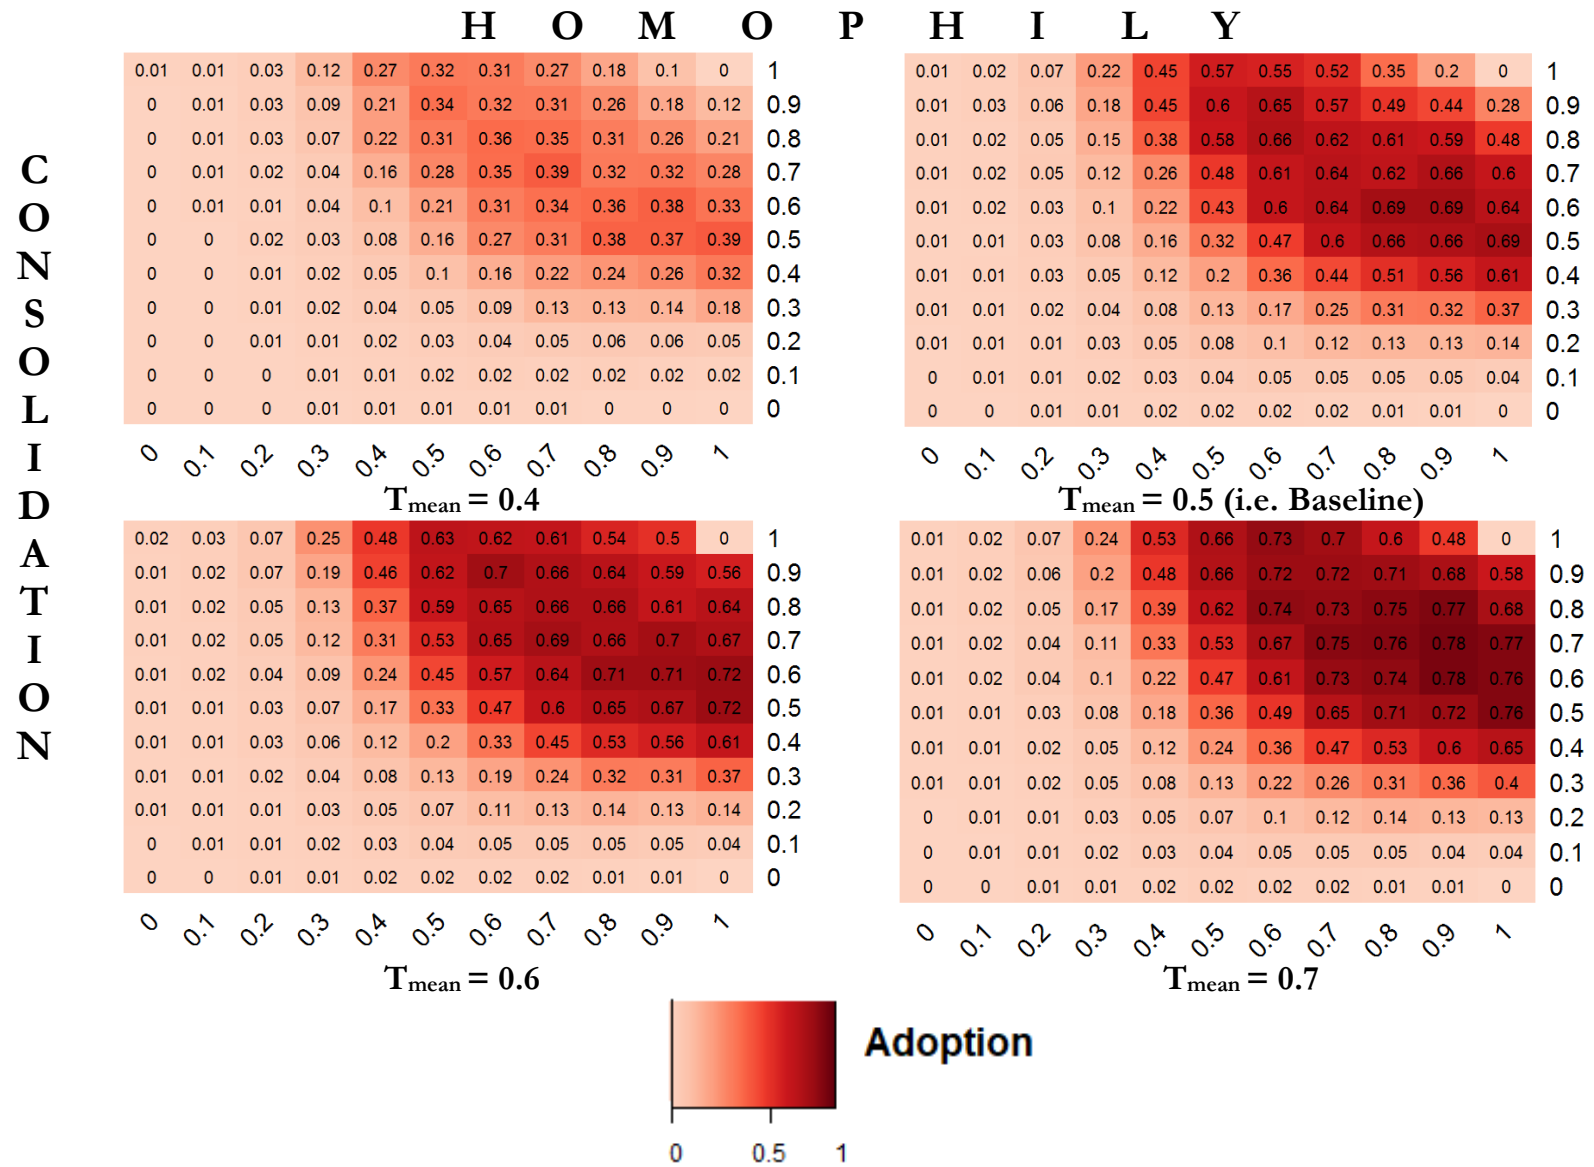 H O M O P H I L Y
CONSOLIDATION
0.01 0.01 0.03 0.12 0.27 0.32 0.31 0.27 0.18 0.1 0 1
0 0.01 0.03 0.09 0.21 0.34 0.32 0.31 0.26 0.18 0.12 0.9
0 0.01 0.03 0.07 0.22 0.31 0.36 0.35 0.31 0.26 0.21 0.8
0 0.01 0.02 0.04 0.16 0.28 0.35 0.39 0.32 0.32 0.28 0.7
0 0.01 0.01 0.04 0.1 0.21 0.31 0.34 0.36 0.38 0.33 0.6
0 0 0.02 0.03 0.08 0.16 0.27 0.31 0.38 0.37 0.39 0.5
0 0 0.01 0.02 0.05 0.1 0.16 0.22 0.24 0.26 0.32 0.4
0 0 0.01 0.02 0.04 0.05 0.09 0.13 0.13 0.14 0.18 0.3
0 0 0.01 0.01 0.02 0.03 0.04 0.05 0.06 0.06 0.05 0.2
0 0 0 0.01 0.01 0.02 0.02 0.02 0.02 0.02 0.02 0.1
0 0 0 0.01 0.01 0.01 0.01 0.01 0 0 0 0
0 0.1 0.2 0.3 0.4 0.5 0.6 0.7 0.8 0.9 1
Tmean = 0.4
0.01 0.02 0.07 0.22 0.45 0.57 0.55 0.52 0.35 0.2 0 1
0.01 0.03 0.06 0.18 0.45 0.6 0.65 0.57 0.49 0.44 0.28 0.9
0.01 0.02 0.05 0.15 0.38 0.58 0.66 0.62 0.61 0.59 0.48 0.8
0.01 0.02 0.05 0.12 0.26 0.48 0.61 0.64 0.62 0.66 0.6 0.7
0.01 0.02 0.03 0.1 0.22 0.43 0.6 0.64 0.69 0.69 0.64 0.6
0.01 0.01 0.03 0.08 0.16 0.32 0.47 0.6 0.66 0.66 0.69 0.5
0.01 0.01 0.03 0.05 0.12 0.2 0.36 0.44 0.51 0.56 0.61 0.4
0.01 0.01 0.02 0.04 0.08 0.13 0.17 0.25 0.31 0.32 0.37 0.3
0.01 0.01 0.01 0.03 0.05 0.08 0.1 0.12 0.13 0.13 0.14 0.2
0 0.01 0.01 0.02 0.03 0.04 0.05 0.05 0.05 0.05 0.04 0.1
0 0 0.01 0.01 0.02 0.02 0.02 0.02 0.01 0.01 0 0
0 0.1 0.2 0.3 0.4 0.5 0.6 0.7 0.8 0.9 1
Tmean = 0.5 (i.e. Baseline)
0.02 0.03 0.07 0.25 0.48 0.63 0.62 0.61 0.54 0.5 0 1
0.01 0.02 0.07 0.19 0.46 0.62 0.7 0.66 0.64 0.59 0.56 0.9
0.01 0.02 0.05 0.13 0.37 0.59 0.65 0.66 0.66 0.61 0.64 0.8
0.01 0.02 0.05 0.12 0.31 0.53 0.65 0.69 0.66 0.7 0.67 0.7
0.01 0.02 0.04 0.09 0.24 0.45 0.57 0.64 0.71 0.71 0.72 0.6
0.01 0.01 0.03 0.07 0.17 0.33 0.47 0.6 0.65 0.67 0.72 0.5
0.01 0.01 0.03 0.06 0.12 0.2 0.33 0.45 0.53 0.56 0.61 0.4
0.01 0.01 0.02 0.04 0.08 0.13 0.19 0.24 0.32 0.31 0.37 0.3
0.01 0.01 0.01 0.03 0.05 0.07 0.11 0.13 0.14 0.13 0.14 0.2
0 0.01 0.01 0.02 0.03 0.04 0.05 0.05 0.05 0.05 0.04 0.1
0 0 0.01 0.01 0.02 0.02 0.02 0.02 0.01 0.01 0 0
0 0.1 0.2 0.3 0.4 0.5 0.6 0.7 0.8 0.9 1
Tmean = 0.6
0.01 0.02 0.07 0.24 0.53 0.66 0.73 0.7 0.6 0.48 0 1
0.01 0.02 0.06 0.2 0.48 0.66 0.72 0.72 0.71 0.68 0.58 0.9
0.01 0.02 0.05 0.17 0.39 0.62 0.74 0.73 0.75 0.77 0.68 0.8
0.01 0.02 0.04 0.11 0.33 0.53 0.67 0.75 0.76 0.78 0.77 0.7
0.01 0.02 0.04 0.1 0.22 0.47 0.61 0.73 0.74 0.78 0.76 0.6
0.01 0.01 0.03 0.08 0.18 0.36 0.49 0.65 0.71 0.72 0.76 0.5
0.01 0.01 0.02 0.05 0.12 0.24 0.36 0.47 0.53 0.6 0.65 0.4
0.01 0.01 0.02 0.05 0.08 0.13 0.22 0.26 0.31 0.36 0.4 0.3
0 0.01 0.01 0.03 0.05 0.07 0.1 0.12 0.14 0.13 0.13 0.2
0 0.01 0.01 0.02 0.03 0.04 0.05 0.05 0.05 0.04 0.04 0.1
0 0 0.01 0.01 0.02 0.02 0.02 0.02 0.01 0.01 0 0
0 0.1 0.2 0.3 0.4 0.5 0.6 0.7 0.8 0.9 1
Tmean = 0.7
Adoption
0 0.5 1